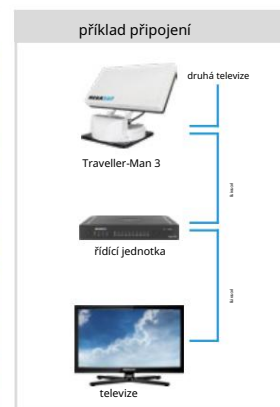 příklad připojení
druhá televize
Traveller-Man 3
řídící jednotka
televize